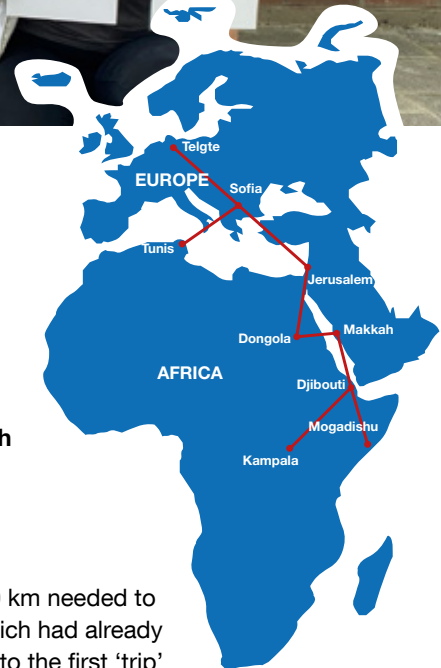 Telgte
EUROPE
Sofia
Tunis
Jerusalem
Dongola
Makkah
AFRICA
Djibouti
Mogadishu
Kampala
km needed to
ich had already
to the first ‘trip’